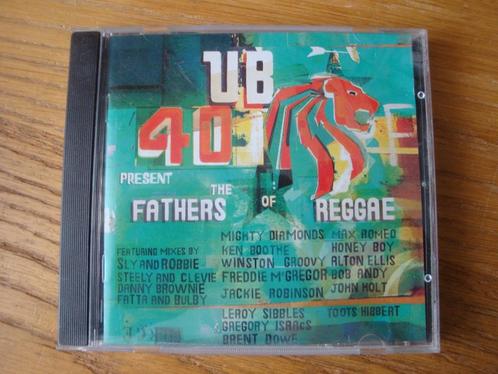 UB
40
PRESENT
THE
FATHERS OF REGGAE
FEATURING MIXES BY
SLY AND ROBBIE
STEELY AND CLEVIE
DANNY BROWNIE
FATTA AND BULBY
MIGHTY DIAMONDS
KEN BOOTHE
WINSTON GROOVY
FREDDIE M'GREGOR
JACKIE ROBINSON
LEROY SIBBLES
GREGORY ISAACS
BRENT DOWE
MAX ROMEO
HONEY BOY
ALTON ELLIS
BOB ANDY
JOHN HOLT
TOOTS HIBBERT